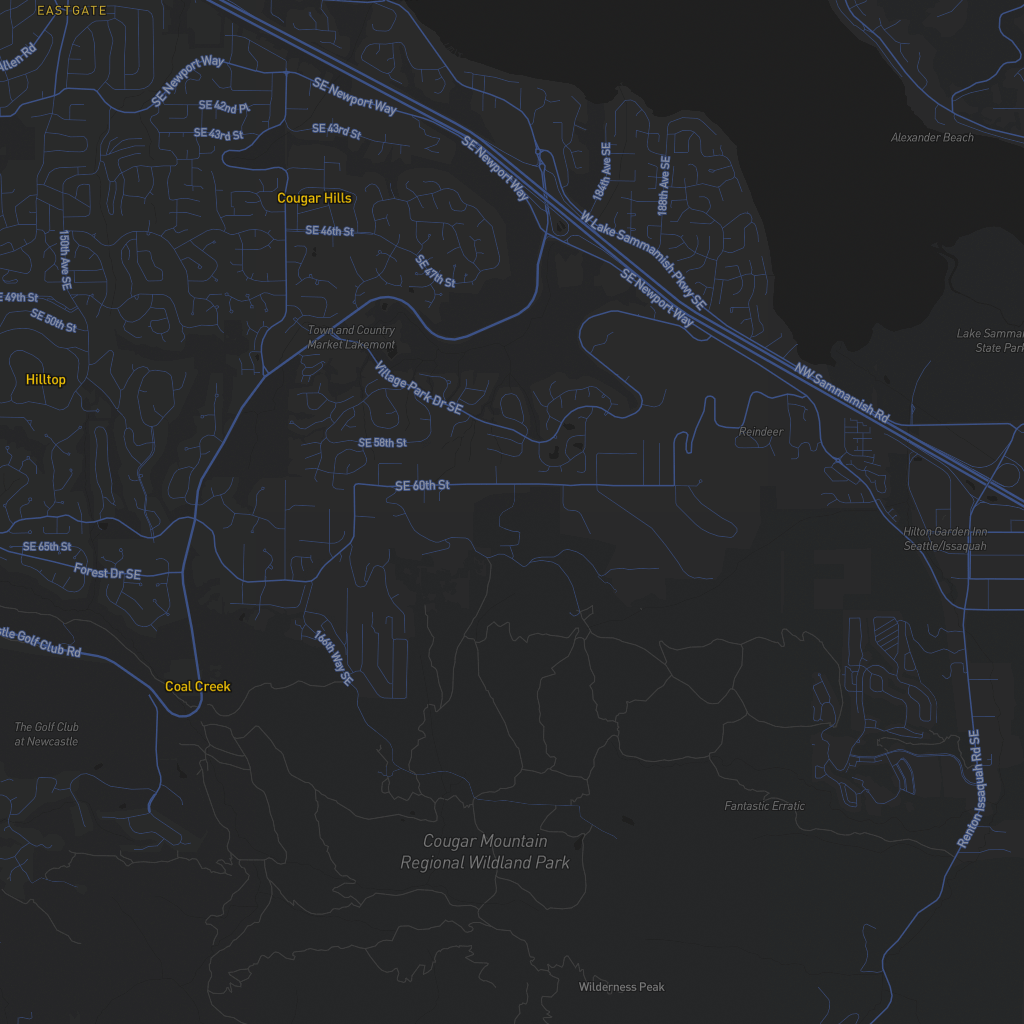 EASTGATE
Allen Rd
SE Newport Way
SE Newport Way
SE 42nd Pl
SE 43rd St
SE 43rd St
SE Newport Way
Alexander Beach
184th Ave SE
188th Ave SE
Cougar Hills
W Lake Sammamish Pkwy SE
SE 46th St
150th Ave SE
SE 47th St
SE Newport Way
SE 49th St
SE 50th St
Town and Country
Market Lakemont
Lake Sammam
State Park
Hilltop
Village Park Dr SE
NW Sammamish Rd
Reindeer
SE 58th St
SE 60th St
Hilton Garden Inn
Seattle/Issaquah
SE 65th St
Forest Dr SE
stle Golf Club Rd
166th Way SE
Coal Creek
The Golf Club
at Newcastle
Renton Issaquah Rd SE
Fantastic Erratic
Cougar Mountain
Regional Wildland Park
Wilderness Peak